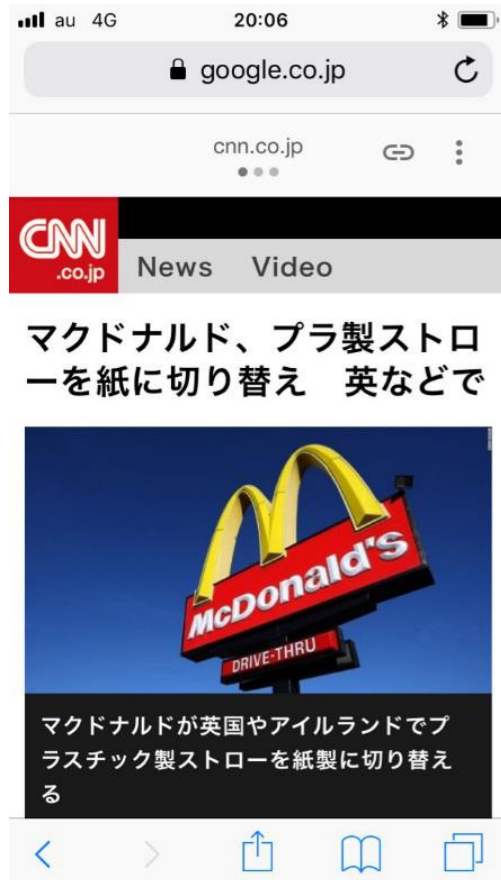 au 4G 20:06
google.co.jp
cnn.co.jp
CNN
.co.jp
News Video
マクドナルド、プラ製ストロ
ーを紙に切り替え 英などで
McDonald's
DRIVE-THRU
マクドナルドが英国やアイルランドでプ
ラスチック製ストローを紙製に切り替え
る